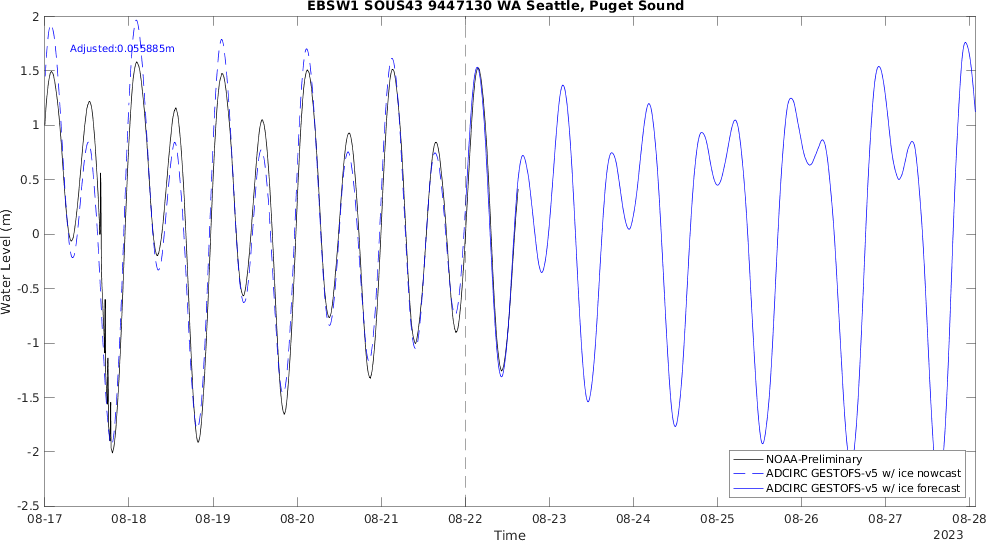 EBSW1 SOUS43 9447130 WA Seattle, Puget Sound
Adjusted:0.055885m
Water Level (m)
2
1.5
1
0.5
0
-0.5
-1
-1.5
-2
-2.5
NOAA-Preliminary
ADCIRC GESTOFS-v5 w/ ice nowcast
ADCIRC GESTOFS-v5 w/ ice forecast
08-17 08-18 08-19 08-20 08-21 08-22 08-23 08-24 08-25 08-26 08-27 08-28
Time
2023